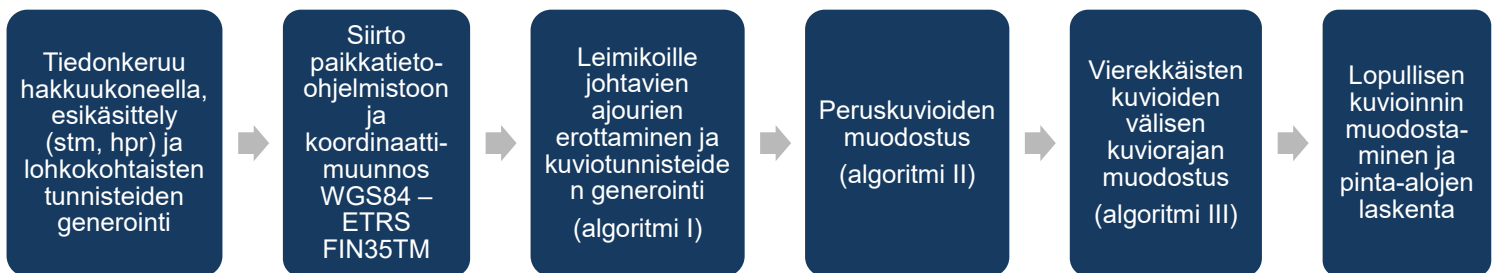 Tiedonkeruu
hakkuukoneella,
esikäsittely
(stm, hpr) ja
lohkokohtaisten
tunnisteiden
generointi
Siirto
paikkatieto-
ohjelmistoon
ja
koordinaatti-
muunnos
WGS84 –
ETRS
FIN35TM
Leimikoille
johtavien
ajourien
erottaminen ja
kuviotunnisteide
n generointi
(algoritmi I)
Peruskuvioiden
muodostus
(algoritmi II)
Vierekkäisten
kuvioiden
välisen
kuviorajan
muodostus
(algoritmi III)
Lopullisen
kuvioinnin
muodosta-
minen ja
pinta-alojen
laskenta